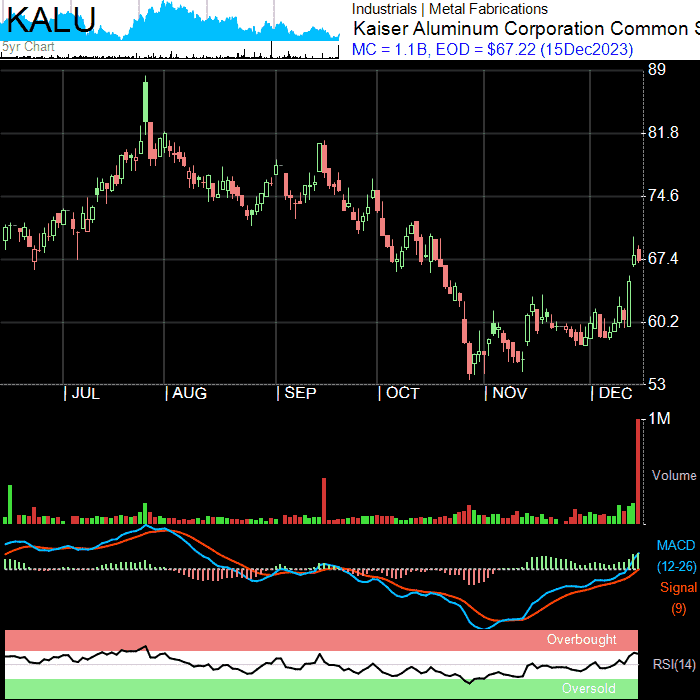 KALU
5yr Chart
Industrials | Metal Fabrications
Kaiser Aluminum Corporation Common S
MC = 1.1B, EOD = $67.22 (15Dec2023)
89
81.8
74.6
67.4
60.2
53
| JUL | AUG | SEP | OCT | NOV | DEC
1M
Volume
MACD
(12-26)
Signal
(9)
Overbought
RSI(14)
Oversold